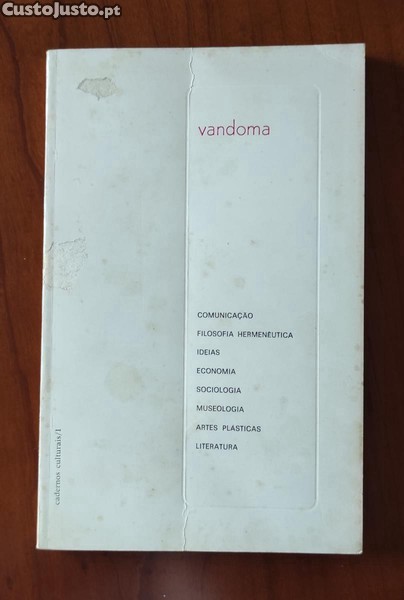 CustoJusto.pt
vandoma
COMUNICAÇÃO
FILOSOFIA HERMENÊUTICA
IDEIAS
ECONOMIA
SOCIOLOGIA
MUSEOLOGIA
ARTES PLÁSTICAS
LITERATURA
cadernos culturais/1